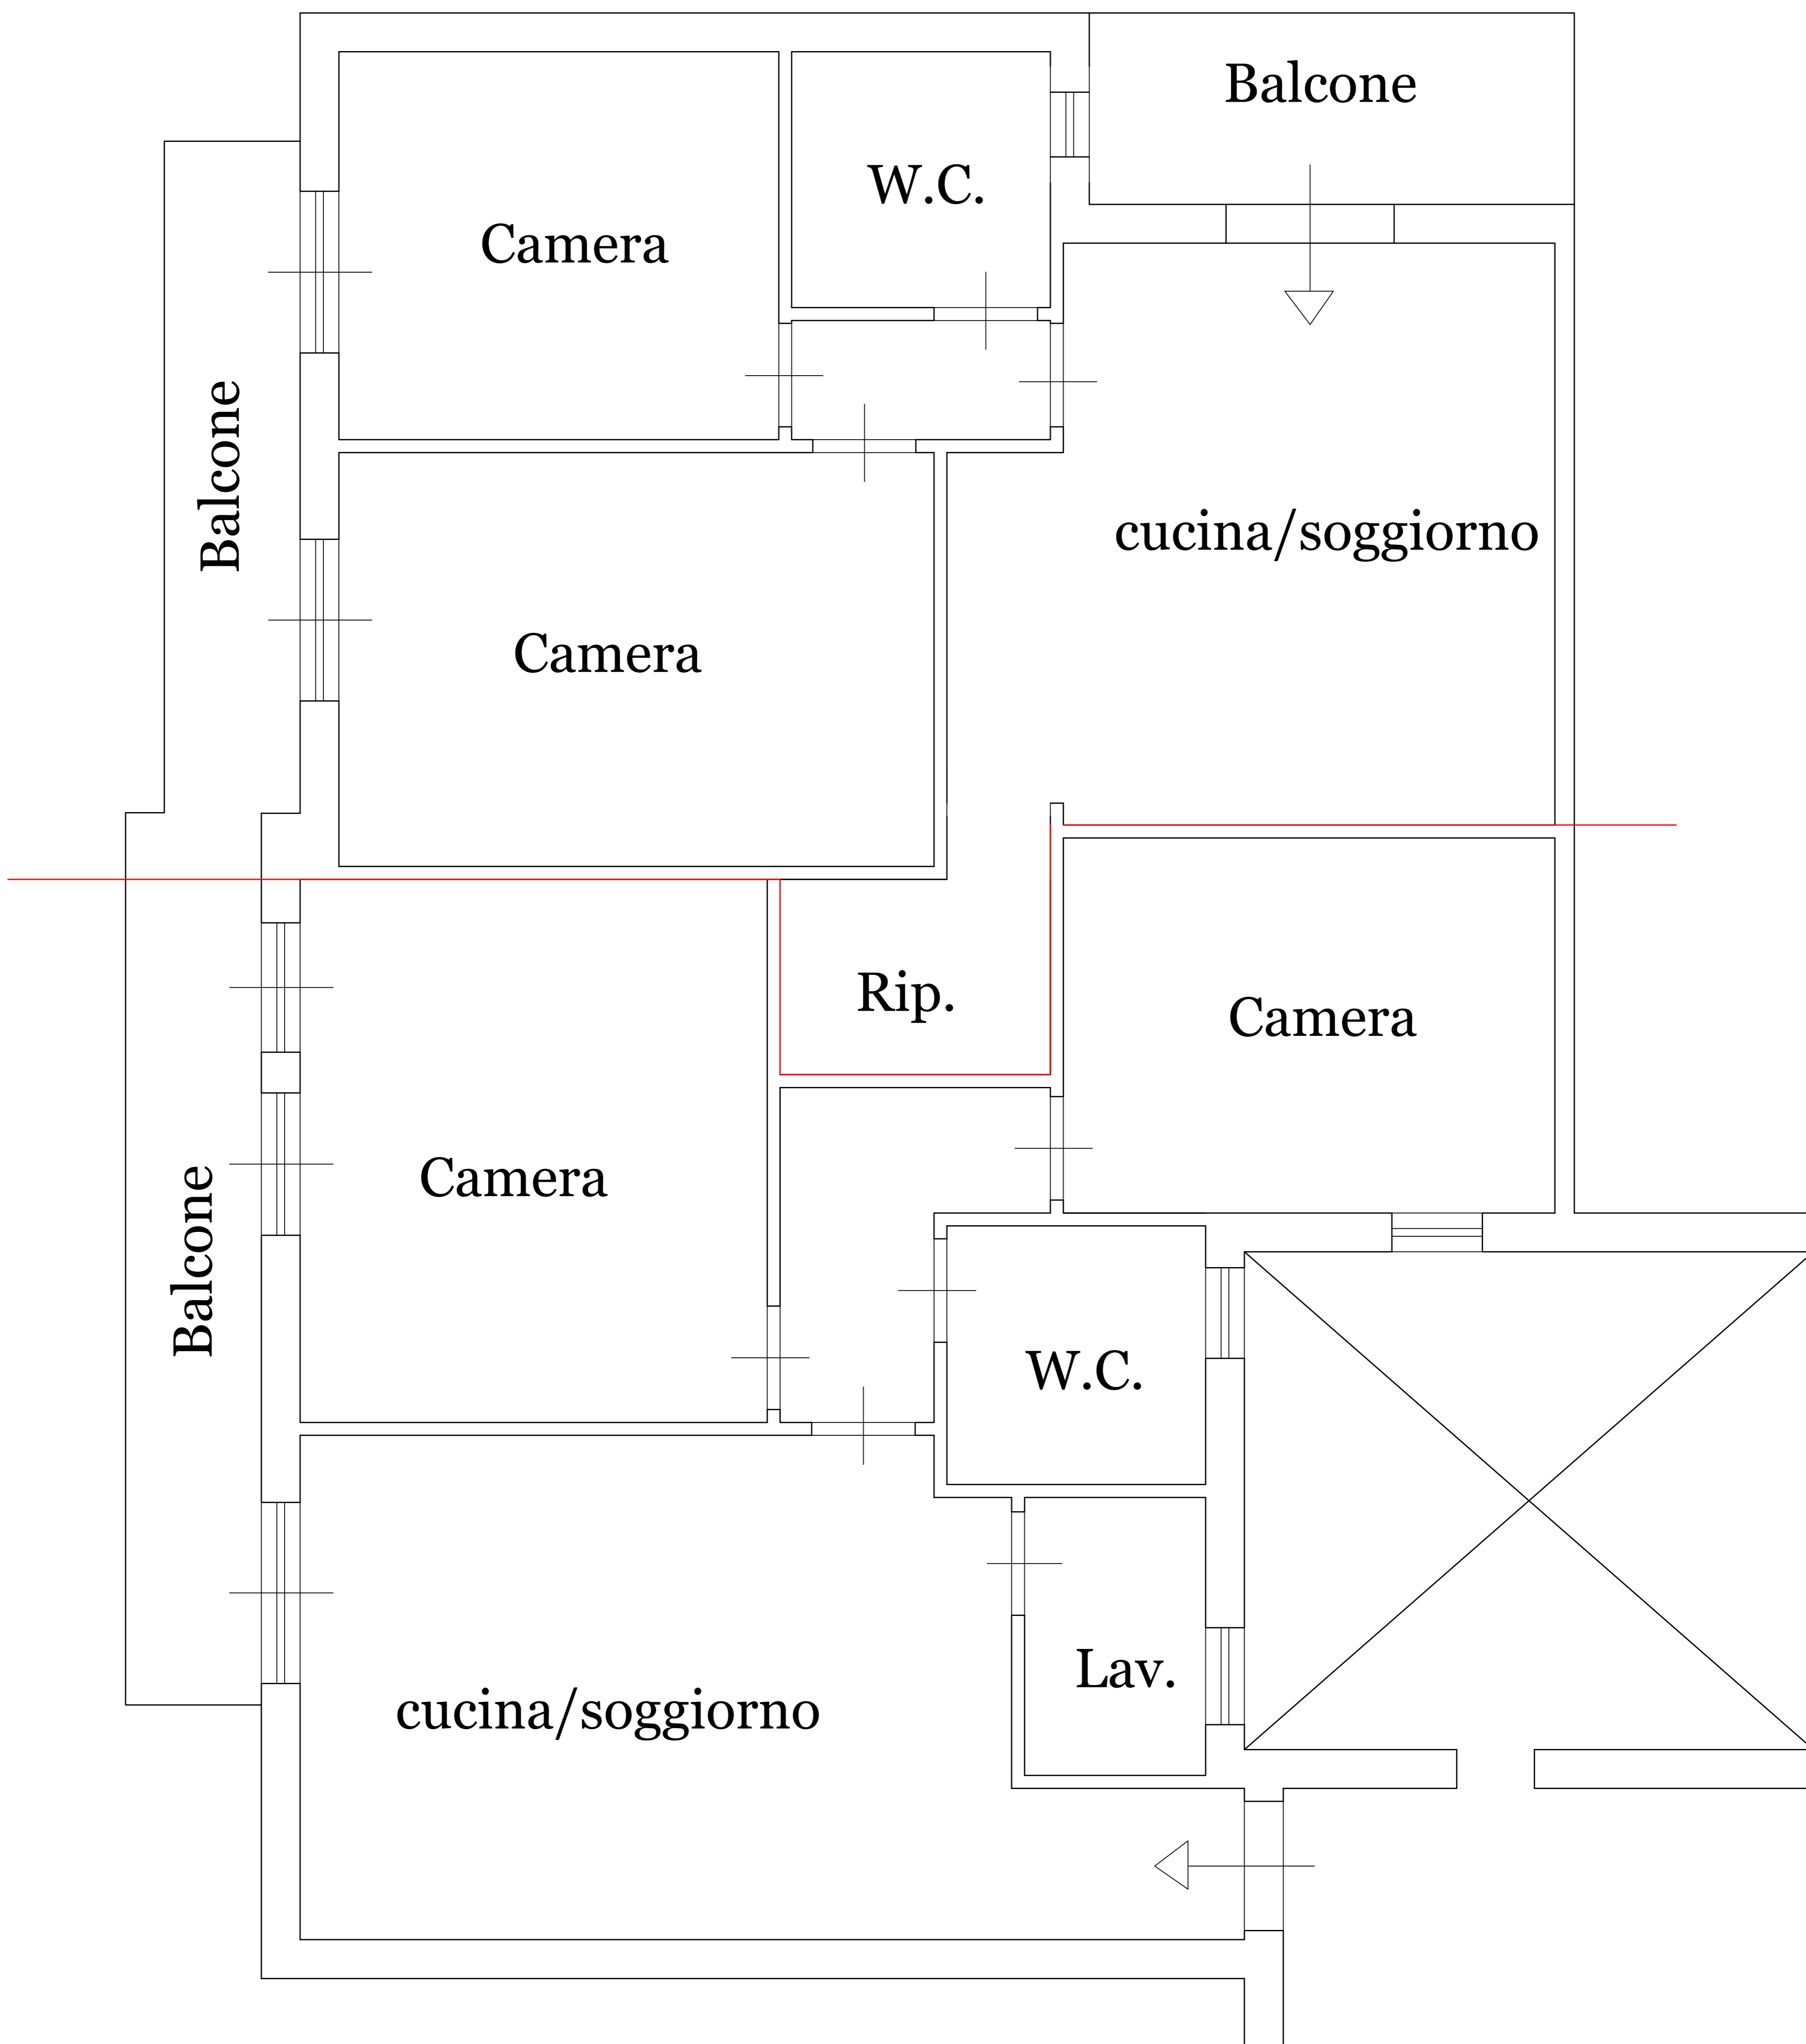 Balcone
W.C.
Camera
Balcone
cucina/soggiorno
Camera
Rip.
Camera
Camera
Balcone
W.C.
Lav.
cucina/soggiorno